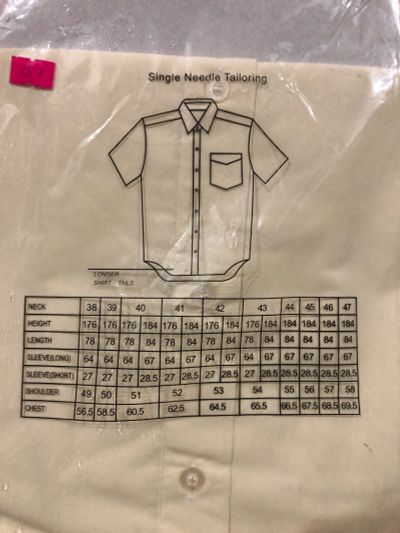 Single Needle Tailoring
LONGER
SHIRT TAILS
NECK 38 39 40 41 42 43 44 45 46 47
HEIGHT 176 176 176 184 176 184 176 184 176 184 184 184 184 184
LENGTH 78 78 78 84 78 84 78 84 78 84 84 84 84 84
SLEEVE(LONG) 64 64 64 67 64 67 64 67 64 67 67 67 67 67
SLEEVE(SHORT) 27 27 27 28.5 27 28.5 27 28.5 27 28.5 28.5 28.5 28.5 28.5
SHOULDER 49 50 51 52 53 54 55 56 57 58
CHEST 56.5 58.5 60.5 62.5 64.5 65.5 66.5 67.5 68.5 69.5